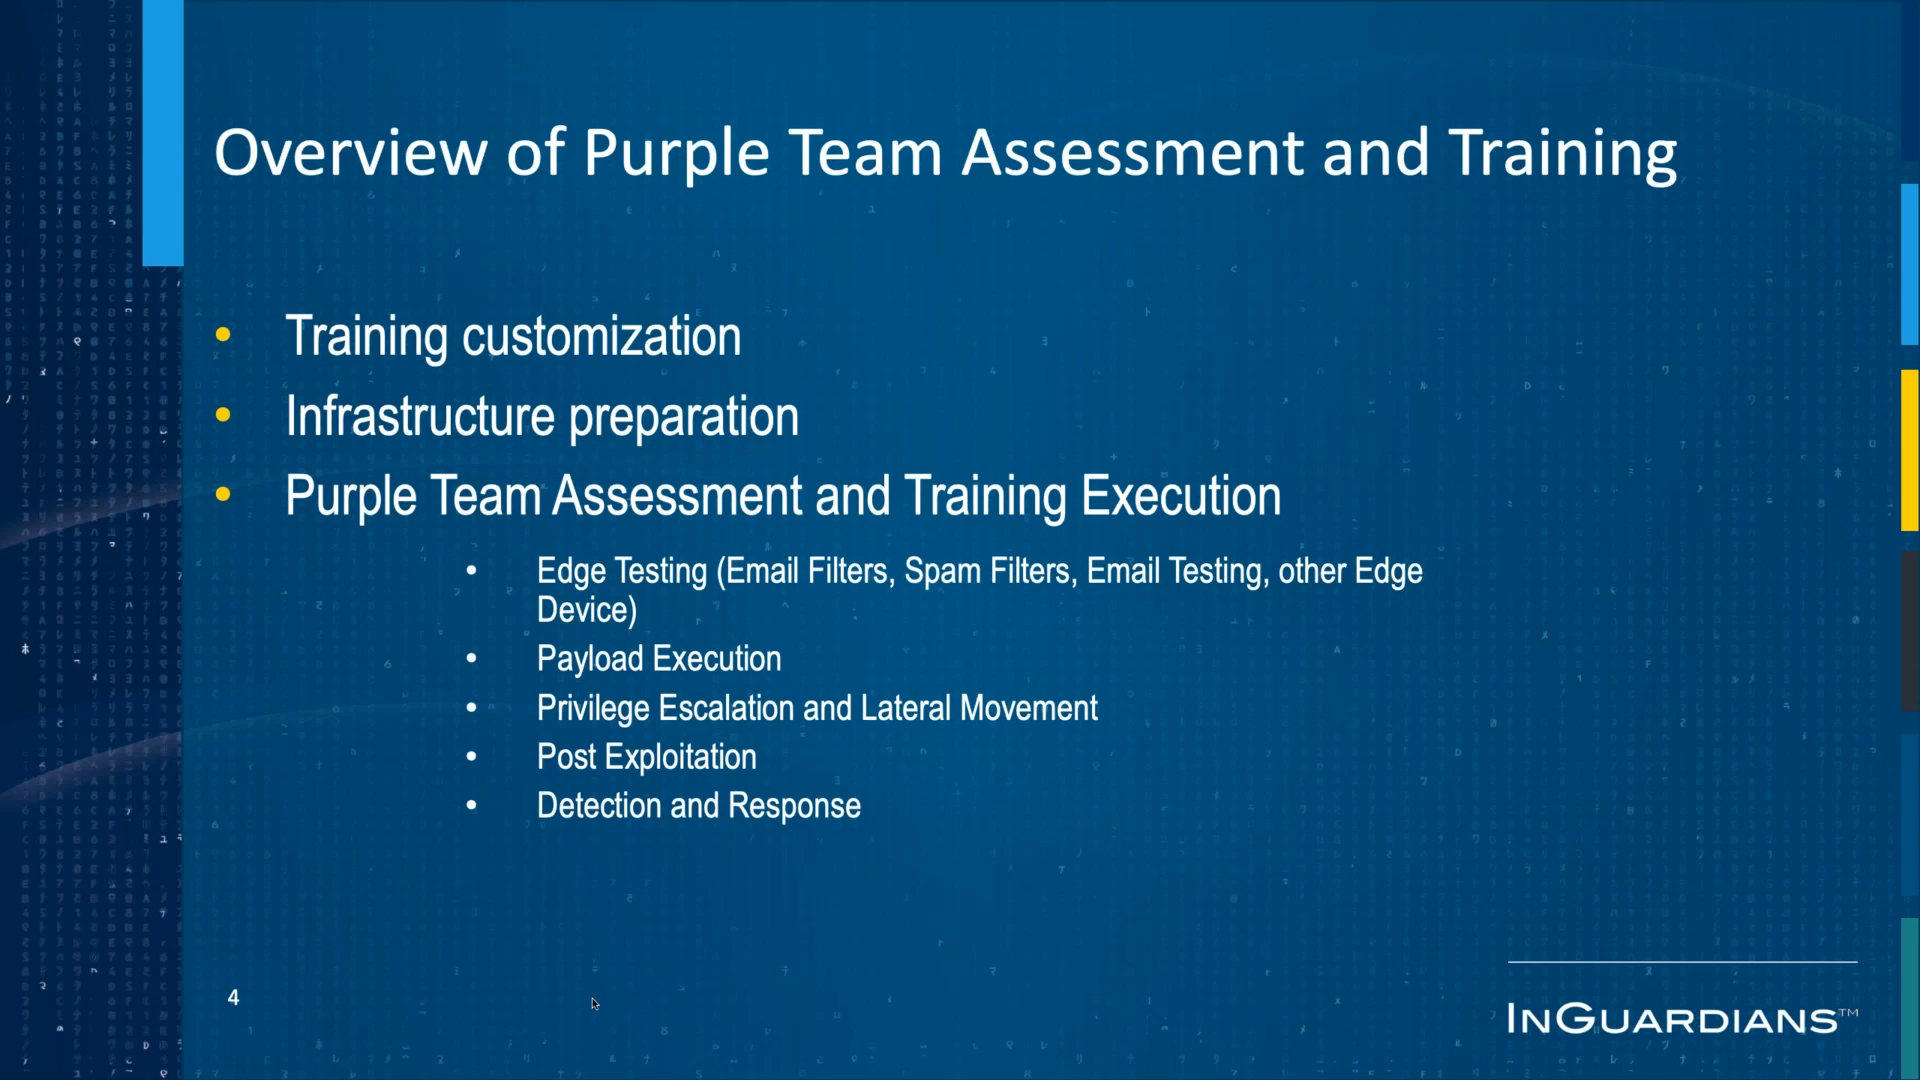 Overview of Purple Team Assessment and Training
• Training customization
• Infrastructure preparation
• Purple Team Assessment and Training Execution
• Edge Testing (Email Filters, Spam Filters, Email Testing, other Edge
Device)
• Payload Execution
• Privilege Escalation and Lateral Movement
• Post Exploitation
• Detection and Response
4
INGUARDIANS™